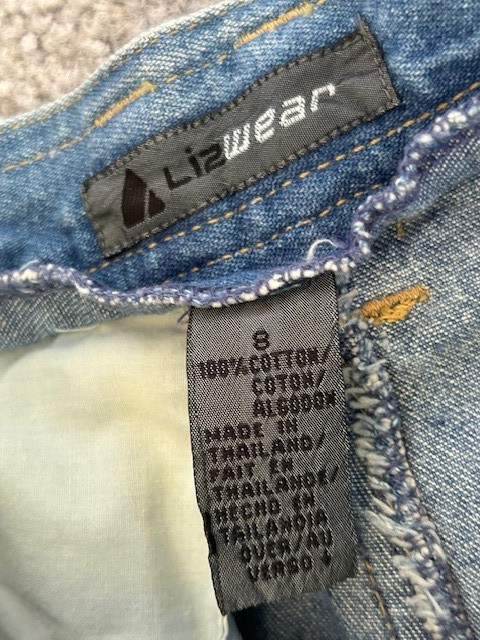 Lizwear
8
100%COTTON/
COTON/
ALGODON
MADE IN
THAILAND/
FAIT EN
THAILANDE/
HECHO EN
TAILANDIA
OVER/AU
VERSO